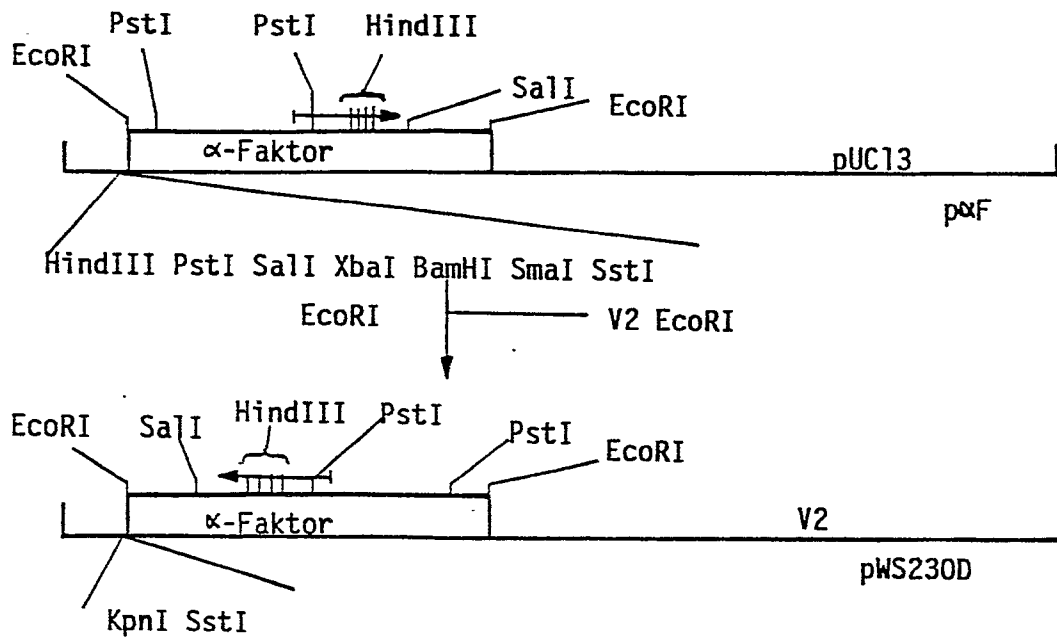 PstI PstI HindIII
EcoRI
SalI
EcoRI
α-Faktor
pUC13
pαF
HindIII PstI SalI XbaI BamHI SmaI SstI
EcoRI V2 EcoRI
HindIII PstI
EcoRI SalI PstI
EcoRI
α-Faktor V2
pWS230D
KpnI SstI